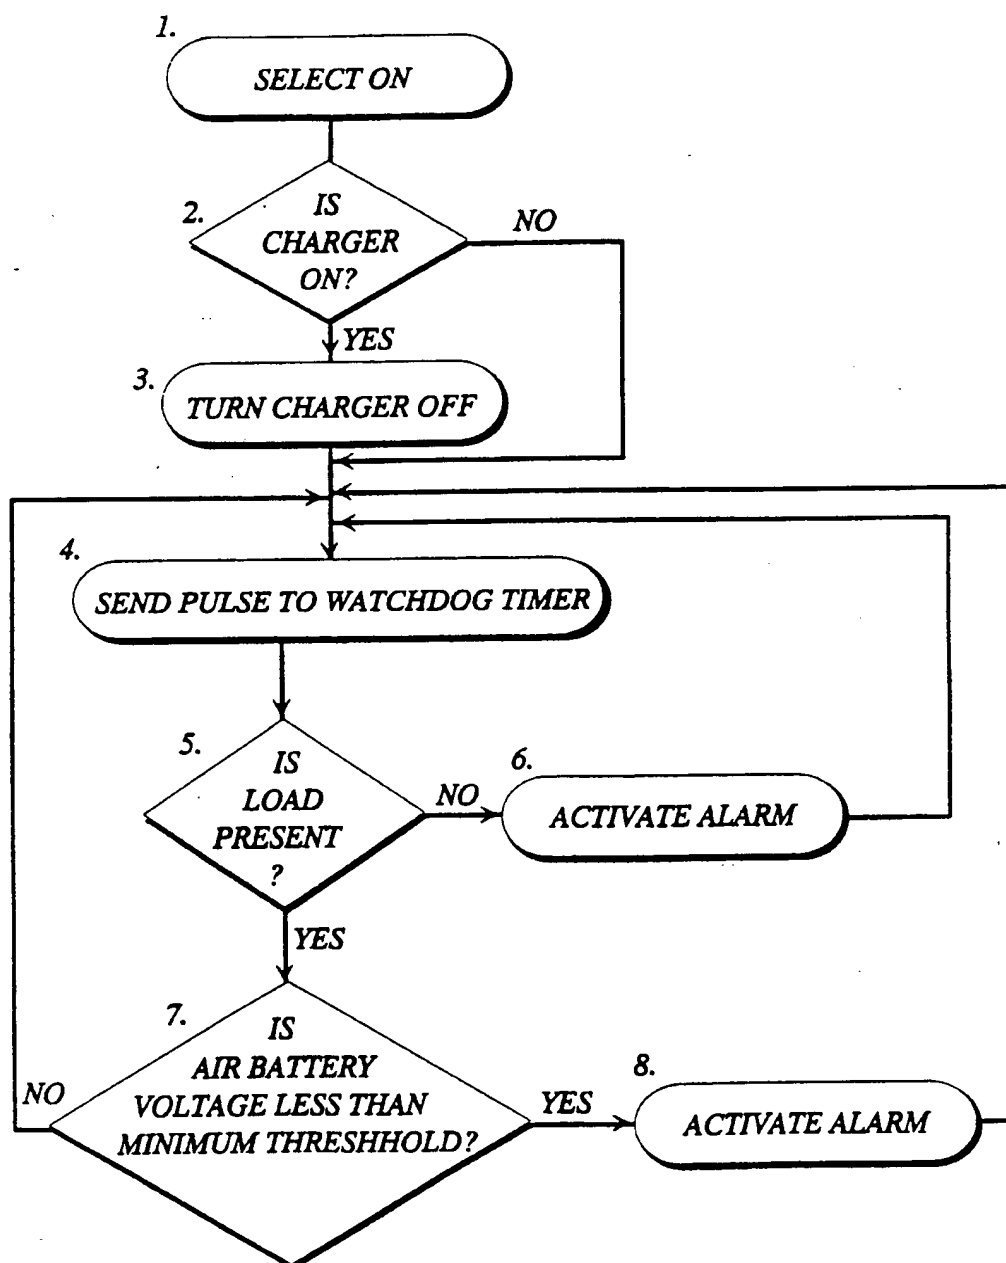 1.
SELECT ON
2.
IS
CHARGER
ON?
NO
YES
3.
TURN CHARGER OFF
4.
SEND PULSE TO WATCHDOG TIMER
5.
IS
LOAD
PRESENT
?
NO
6.
ACTIVATE ALARM
YES
7.
IS
AIR BATTERY
VOLTAGE LESS THAN
MINIMUM THRESHHOLD?
NO
YES
8.
ACTIVATE ALARM